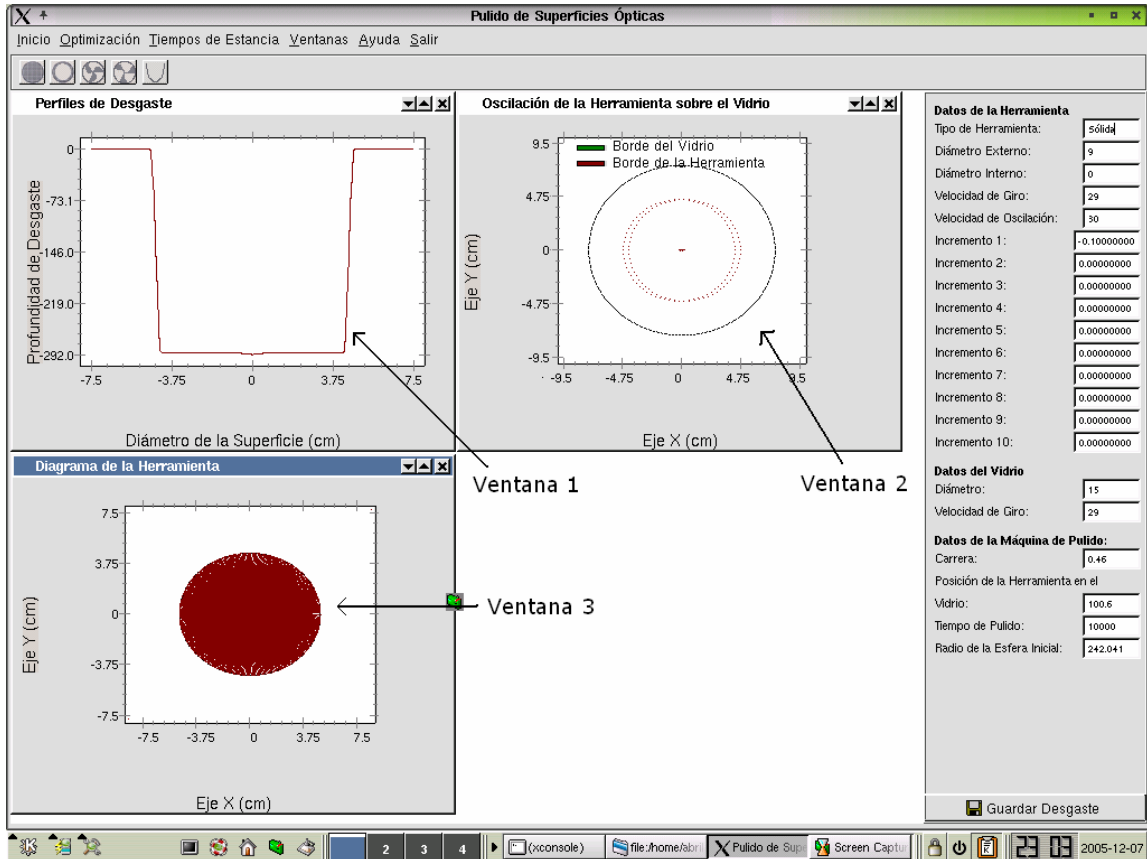 Pulido de Superficies Ópticas
Inicio Optimización Tiempos de Estancia Ventanas Ayuda Salir
Perfiles de Desgaste
0
-73.1
-146.0
-219.0
-292.0
-7.5 -3.75 0 3.75 7.5
Profundidad de Desgaste
Diámetro de la Superficie (cm)
Oscilación de la Herramienta sobre el Vidrio
Borde del Vidrio
Borde de la Herramienta
9.5
4.75
0
-4.75
-9.5
-9.5 -4.75 0 4.75 9.5
Eje Y (cm)
Eje X (cm)
Ventana 1
Ventana 2
Diagrama de la Herramienta
7.5
3.75
0
-3.75
-7.5
-7.5 -3.75 0 3.75 7.5
Eje Y (cm)
Eje X (cm)
Ventana 3
Datos de la Herramienta
Tipo de Herramienta: Sólida
Diámetro Externo: 9
Diámetro Interno: 0
Velocidad de Giro: 29
Velocidad de Oscilación: 30
Incremento 1: -0.10000000
Incremento 2: 0.00000000
Incremento 3: 0.00000000
Incremento 4: 0.00000000
Incremento 5: 0.00000000
Incremento 6: 0.00000000
Incremento 7: 0.00000000
Incremento 8: 0.00000000
Incremento 9: 0.00000000
Incremento 10: 0.00000000
Datos del Vidrio
Diámetro: 15
Velocidad de Giro: 29
Datos de la Máquina de Pulido:
Carrera: 0.46
Posición de la Herramienta en el
Vidrio: 100.6
Tiempo de Pulido: 10000
Radio de la Esfera Inicial: 242.041
Guardar Desgaste
2 3 4 (xconsole) file:/home/abri Pulido de Supe Screen Captu 23 03 2005-12-07